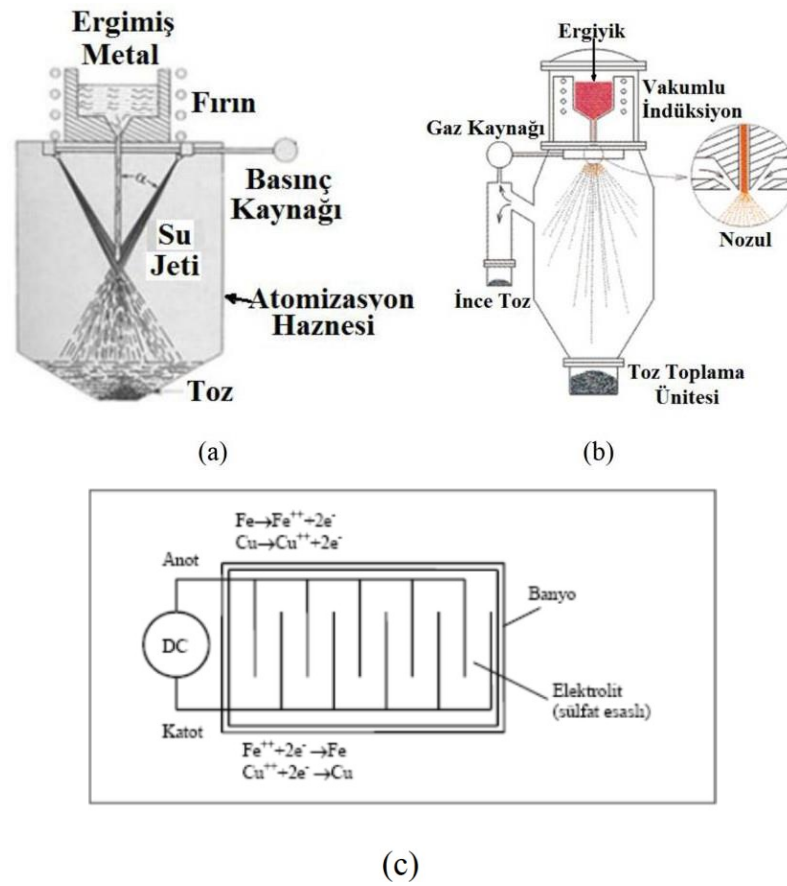 Ergimiş
Metal
Fırın
Basınç
Kaynağı
α
Su
Jeti
Atomizasyon
Haznesi
Toz
(a)
Ergiyik
Vakumlu
İndüksiyon
Gaz Kaynağı
Nozul
İnce Toz
Toz Toplama
Ünitesi
(b)
Fe→Fe⁺⁺+2e⁻
Cu→Cu⁺⁺+2e⁻
Anot
Banyo
DC
Elektrolit
(sülfat esaslı)
Katot
Fe⁺⁺+2e⁻→Fe
Cu⁺⁺+2e⁻→Cu
(c)